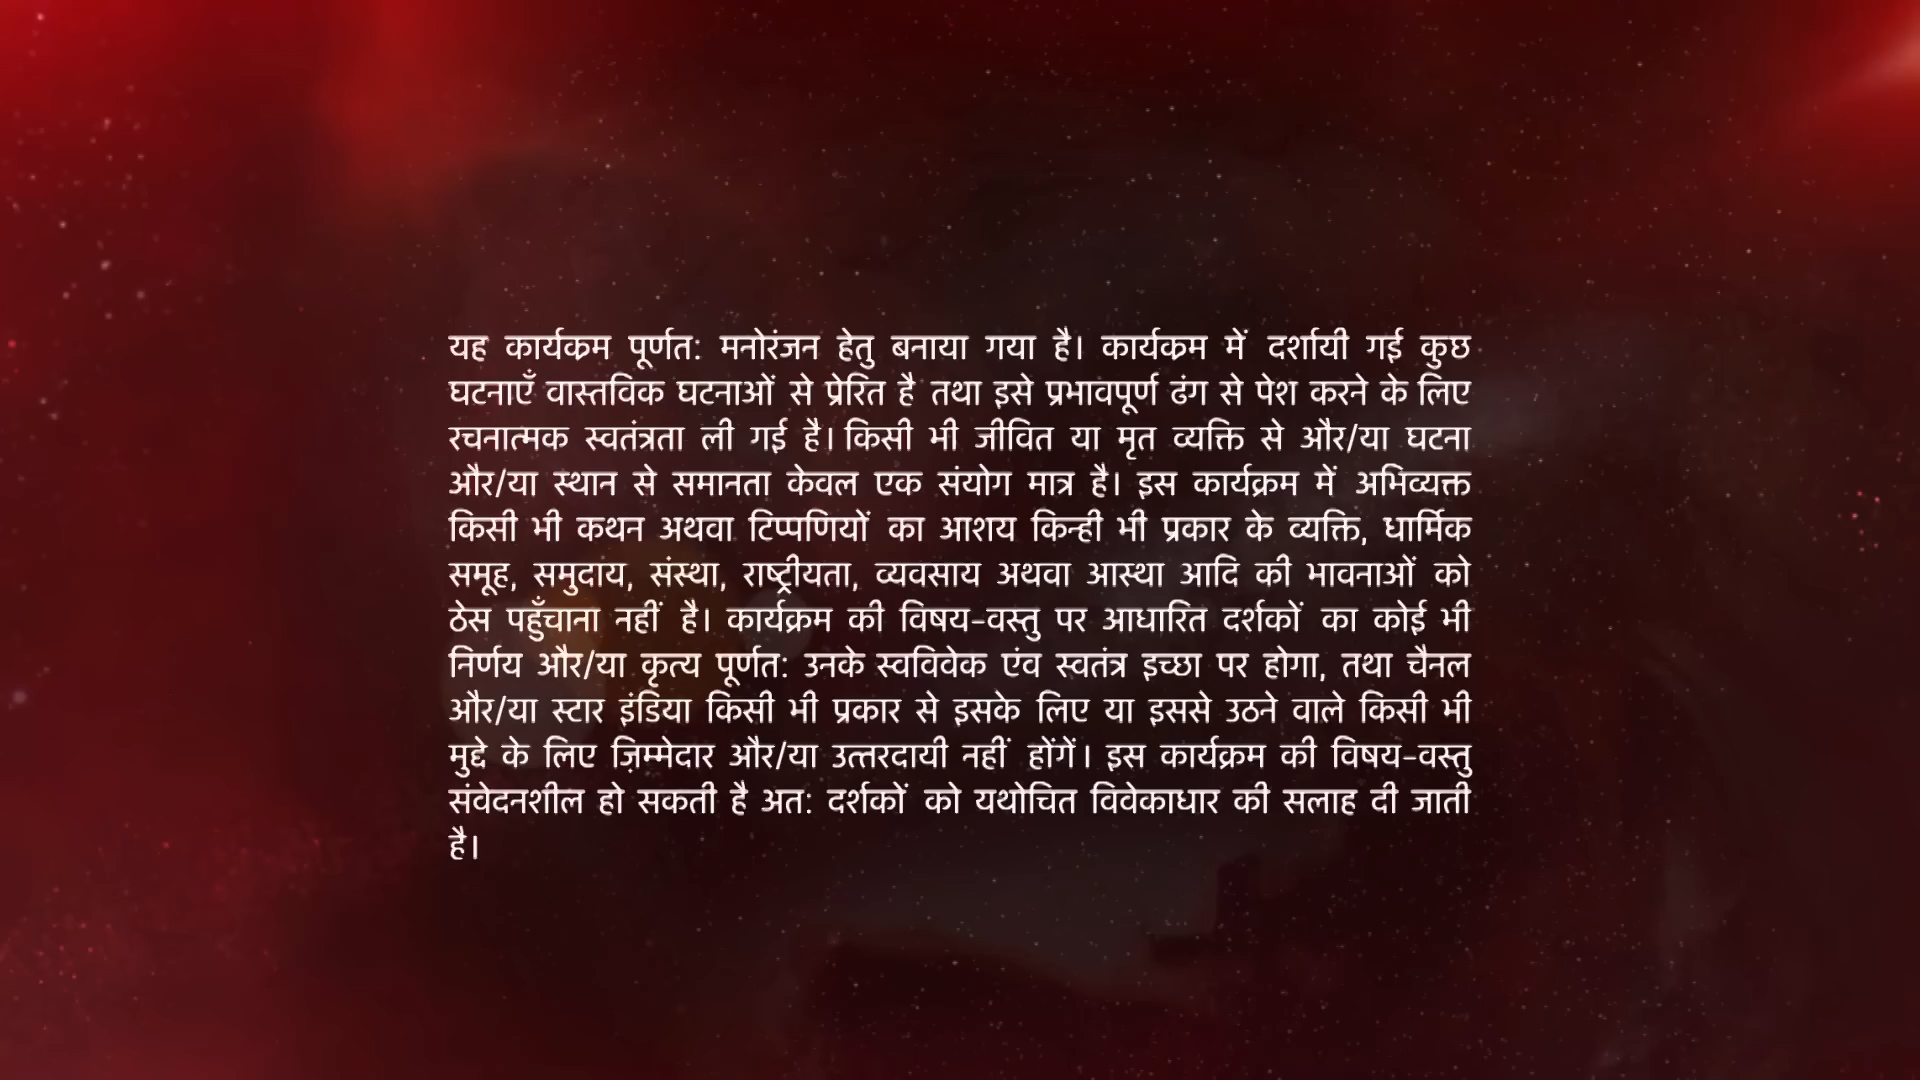 यह कार्यक्रम पूर्णत: मनोरंजन हेतु बनाया गया है। कार्यक्रम में दर्शायी गई कुछ
घटनाएँ वास्तविक घटनाओं से प्रेरित है तथा इसे प्रभावपूर्ण ढंग से पेश करने के लिए
रचनात्मक स्वतंत्रता ली गई है। किसी भी जीवित या मृत व्यक्ति से और/या घटना
और/या स्थान से समानता केवल एक संयोग मात्र है। इस कार्यक्रम में अभिव्यक्त
किसी भी कथन अथवा टिप्पणियों का आशय किन्ही भी प्रकार के व्यक्ति, धार्मिक
समूह, समुदाय, संस्था, राष्ट्रीयता, व्यवसाय अथवा आस्था आदि की भावनाओं को
ठेस पहुँचाना नहीं है। कार्यक्रम की विषय-वस्तु पर आधारित दर्शकों का कोई भी
निर्णय और/या कृत्य पूर्णत: उनके स्वविवेक एंव स्वतंत्र इच्छा पर होगा, तथा चैनल
और/या स्टार इंडिया किसी भी प्रकार से इसके लिए या इससे उठने वाले किसी भी
मुद्दे के लिए ज़िम्मेदार और/या उत्तरदायी नहीं होंगें। इस कार्यक्रम की विषय-वस्तु
संवेदनशील हो सकती है अत: दर्शकों को यथोचित विवेकाधार की सलाह दी जाती
है।